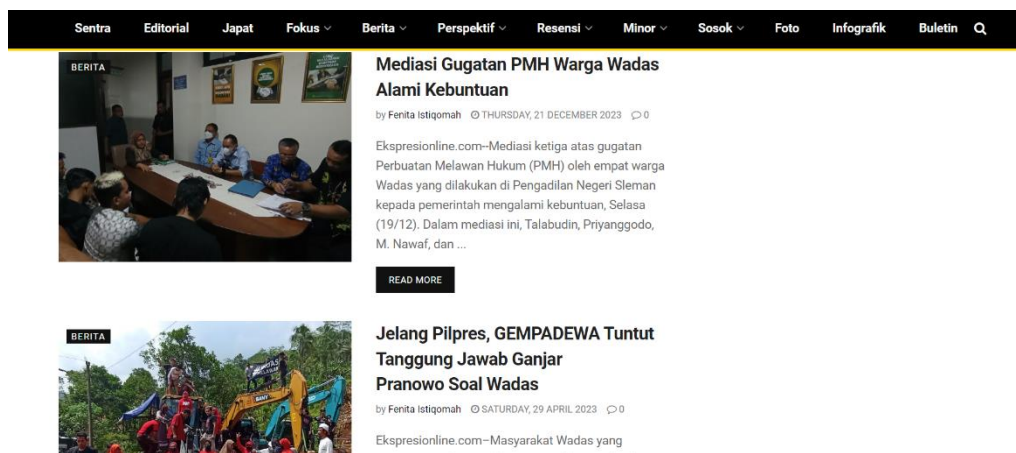 Sentra Editorial Japat Fokus Berita Perspektif Resensi Minor Sosok Foto Infografik Buletin
BERITA
Mediasi Gugatan PMH Warga Wadas
Alami Kebuntuan
by Fenita Istiqomah THURSDAY, 21 DECEMBER 2023 0
Ekspresionline.com--Mediasi ketiga atas gugatan
Perbuatan Melawan Hukum (PMH) oleh empat warga
Wadas yang dilakukan di Pengadilan Negeri Sleman
kepada pemerintah mengalami kebuntuan, Selasa
(19/12). Dalam mediasi ini, Talabudin, Priyanggodo,
M. Nawaf, dan ...
READ MORE
BERITA
Jelang Pilpres, GEMPADEWA Tuntut
Tanggung Jawab Ganjar
Pranowo Soal Wadas
by Fenita Istiqomah SATURDAY, 29 APRIL 2023 0
Ekspresionline.com–Masyarakat Wadas yang